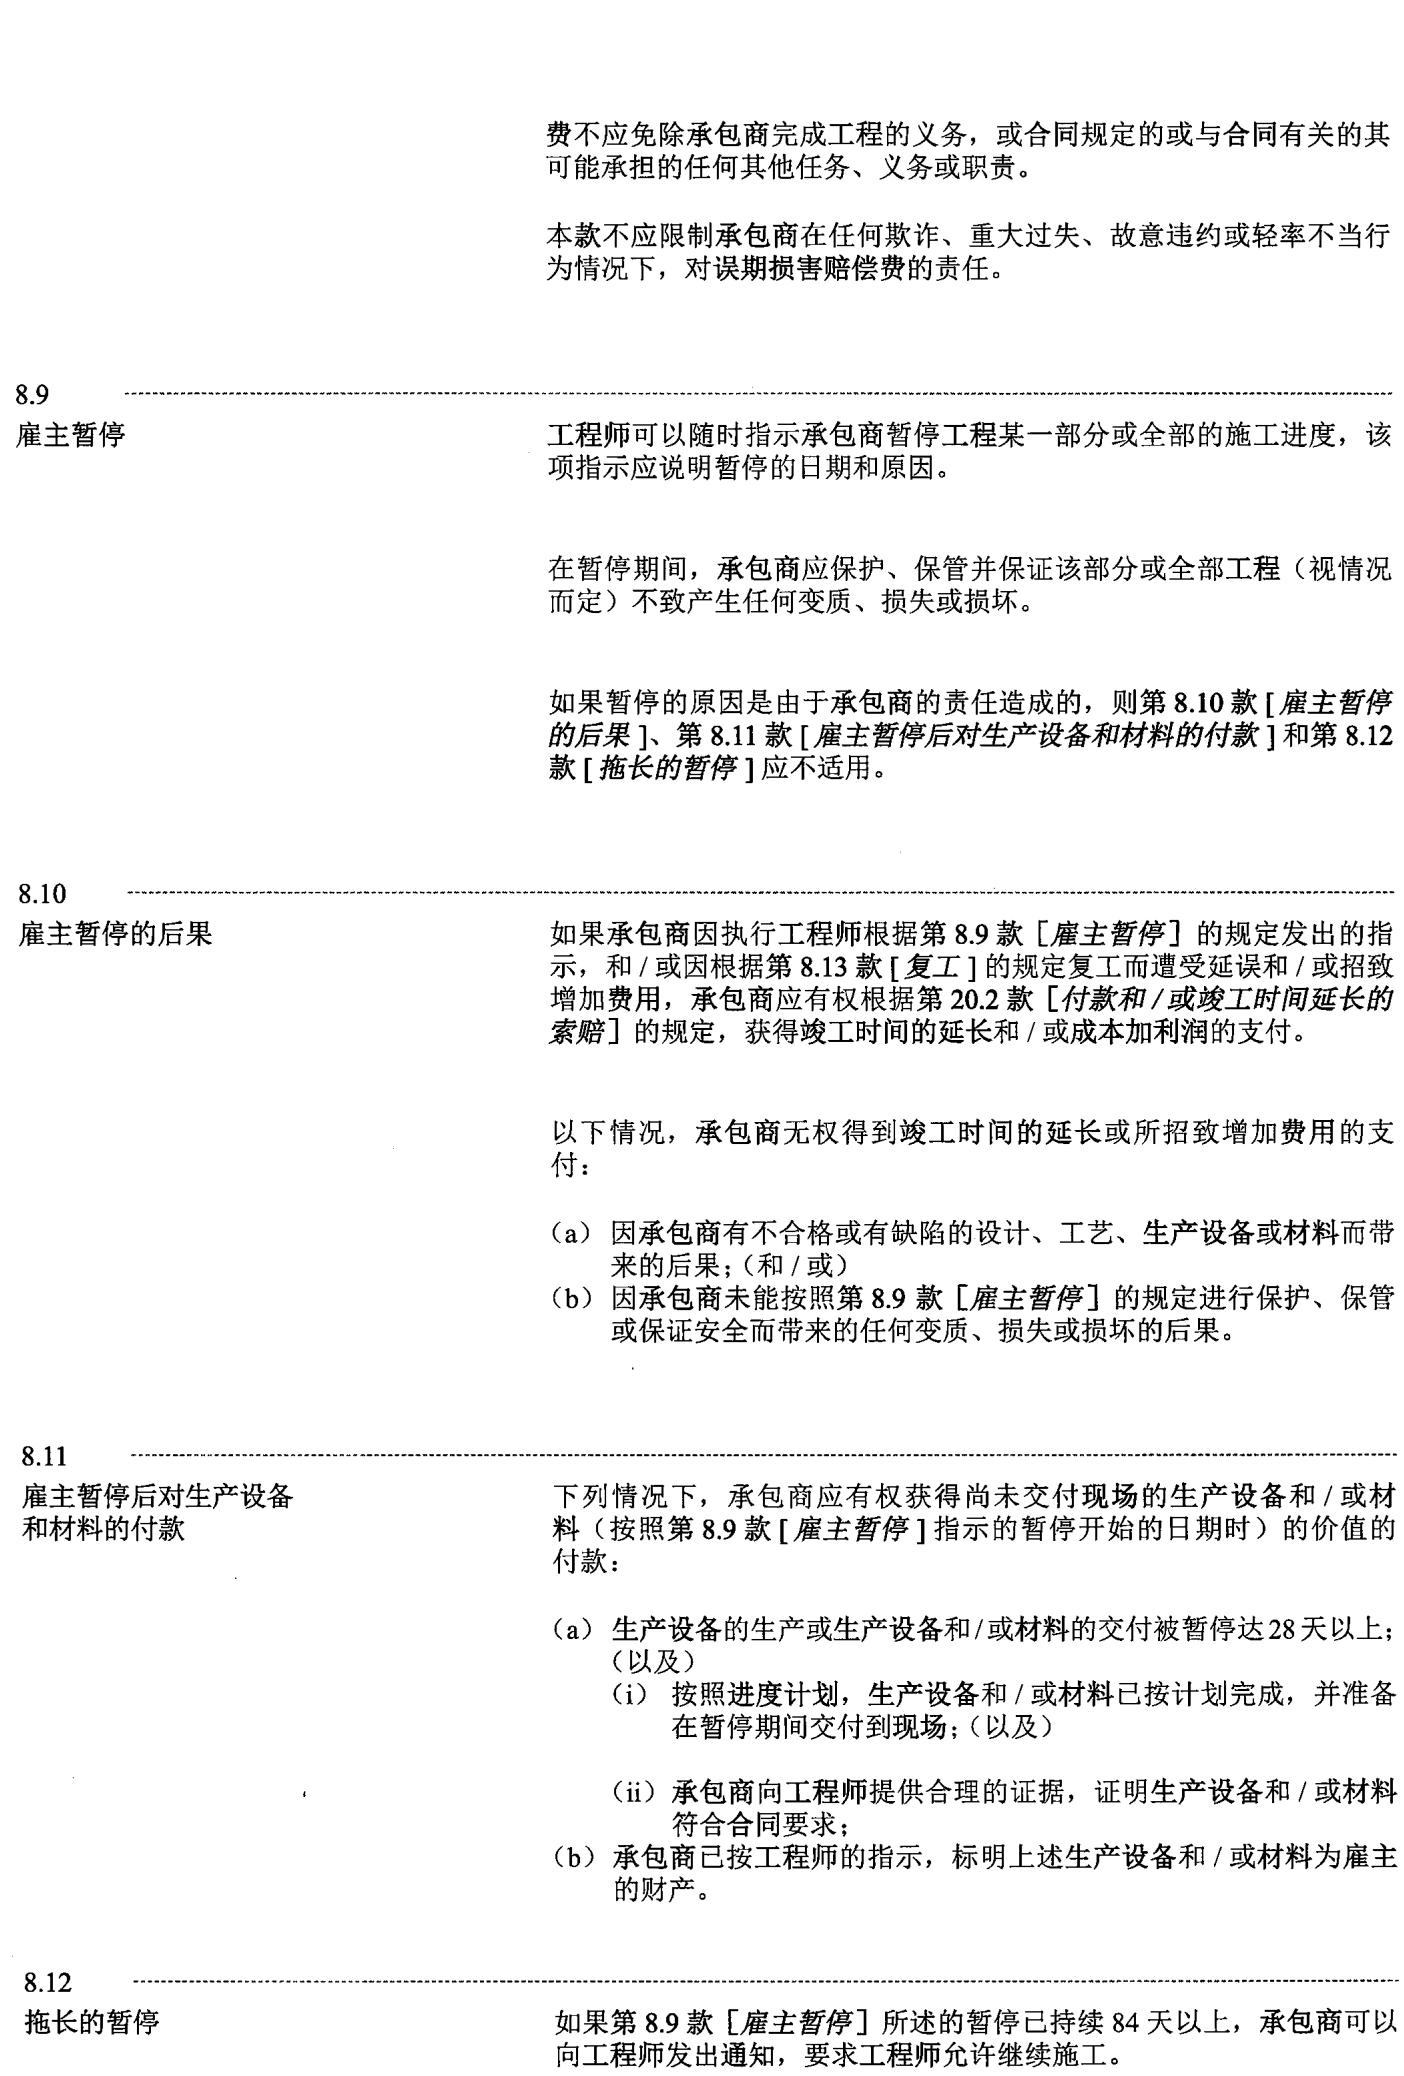 费不应免除承包商完成工程的义务，或合同规定的或与合同有关的其
可能承担的任何其他任务、义务或职责。
本款不应限制承包商在任何欺诈、重大过失、故意违约或轻率不当行
为情况下，对误期损害赔偿费的责任。
8.9
雇主暂停
工程师可以随时指示承包商暂停工程某一部分或全部的施工进度，该
项指示应说明暂停的日期和原因。
在暂停期间，承包商应保护、保管并保证该部分或全部工程（视情况
而定）不致产生任何变质、损失或损坏。
如果暂停的原因是由于承包商的责任造成的，则第 8.10 款 [ 雇主暂停
的后果 ]、第 8.11 款 [ 雇主暂停后对生产设备和材料的付款 ] 和第 8.12
款 [ 拖长的暂停 ] 应不适用。
8.10
雇主暂停的后果
如果承包商因执行工程师根据第 8.9 款［雇主暂停］的规定发出的指
示，和 / 或因根据第 8.13 款 [ 复工 ] 的规定复工而遭受延误和 / 或招致
增加费用，承包商应有权根据第 20.2 款［付款和 / 或竣工时间延长的
索赔］的规定，获得竣工时间的延长和 / 或成本加利润的支付。
以下情况，承包商无权得到竣工时间的延长或所招致增加费用的支
付：
（a） 因承包商有不合格或有缺陷的设计、工艺、生产设备或材料而带
来的后果；（和 / 或）
（b） 因承包商未能按照第 8.9 款［雇主暂停］的规定进行保护、保管
或保证安全而带来的任何变质、损失或损坏的后果。
8.11
雇主暂停后对生产设备
和材料的付款
下列情况下，承包商应有权获得尚未交付现场的生产设备和 / 或材
料（按照第 8.9 款 [ 雇主暂停 ] 指示的暂停开始的日期时）的价值的
付款：
（a） 生产设备的生产或生产设备和 / 或材料的交付被暂停达 28 天以上；
（以及）
（i） 按照进度计划，生产设备和 / 或材料已按计划完成，并准备
在暂停期间交付到现场；（以及）
（ii） 承包商向工程师提供合理的证据，证明生产设备和 / 或材料
符合合同要求；
（b） 承包商已按工程师的指示，标明上述生产设备和 / 或材料为雇主
的财产。
8.12
拖长的暂停
如果第 8.9 款［雇主暂停］所述的暂停已持续 84 天以上，承包商可以
向工程师发出通知，要求工程师允许继续施工。